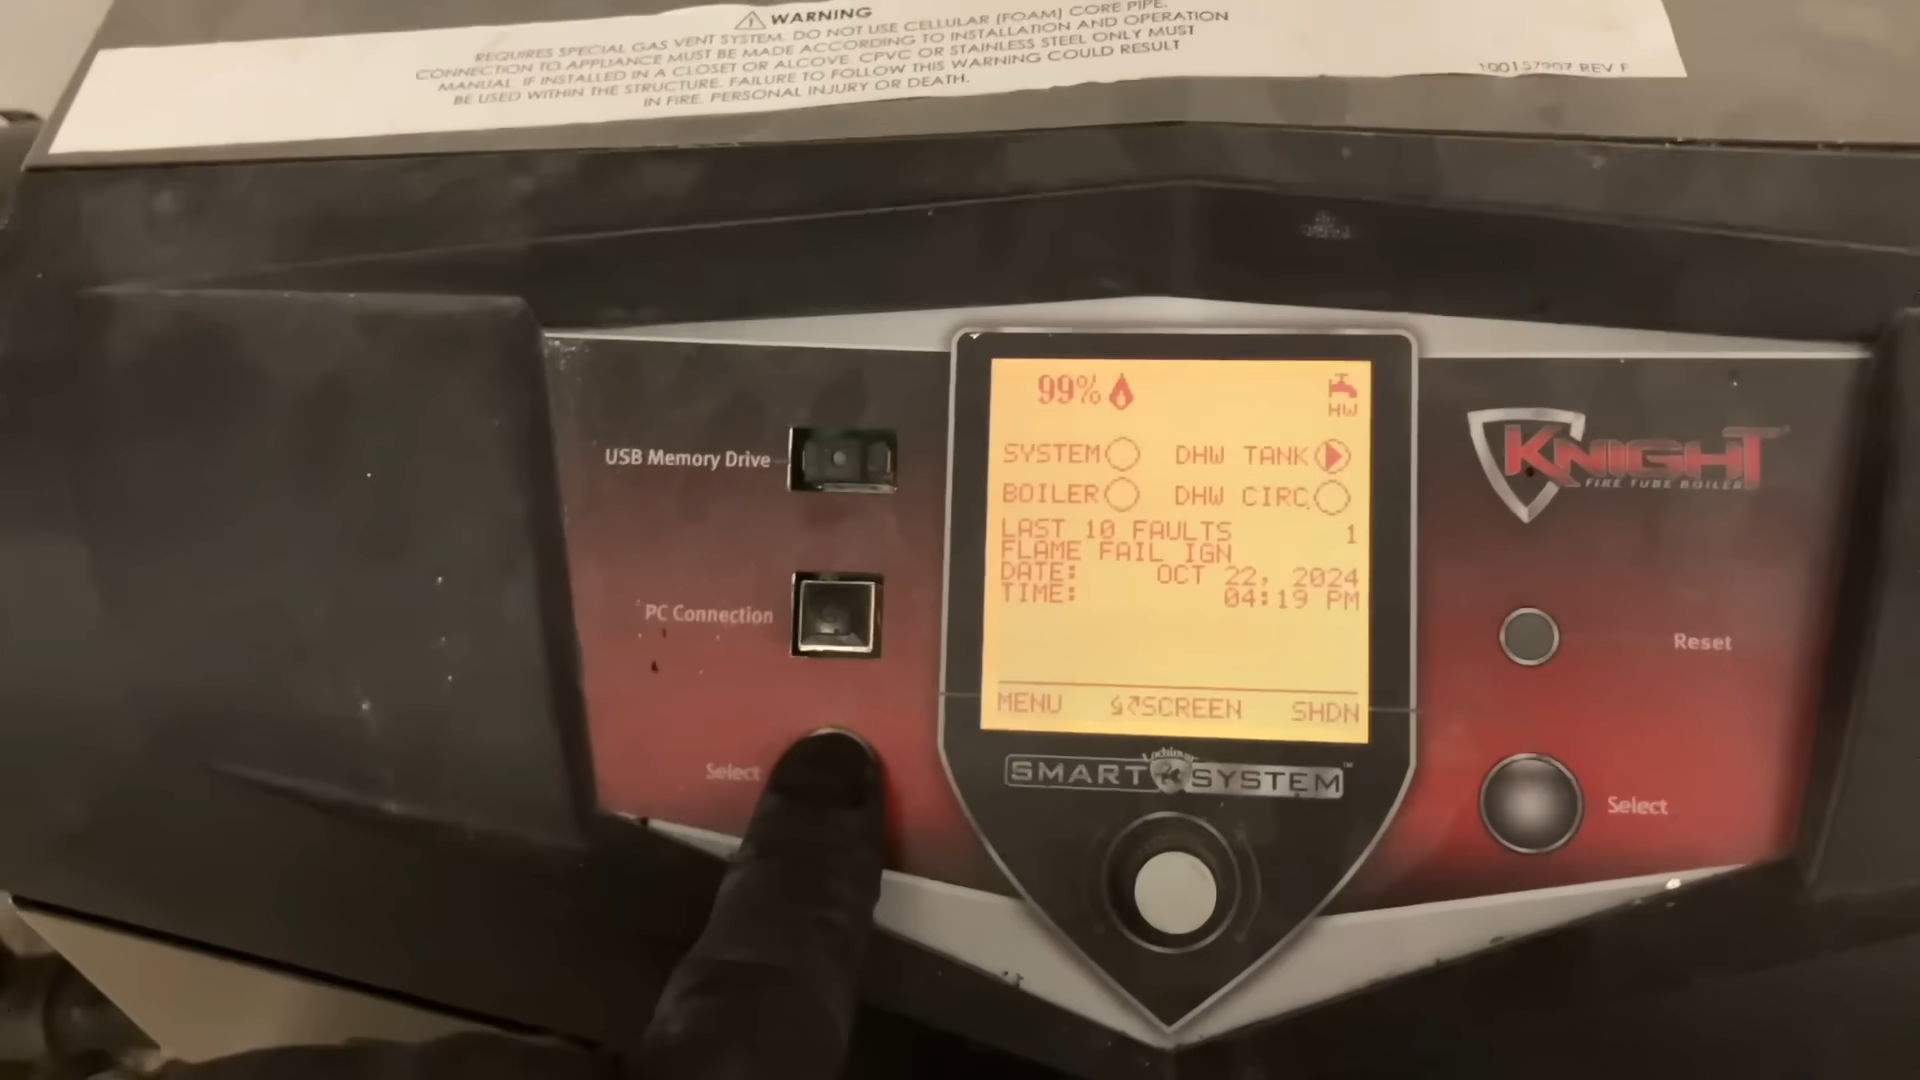 ⚠ WARNING
REQUIRES SPECIAL GAS VENT SYSTEM. DO NOT USE CELLULAR (FOAM) CORE PIPE.
CONNECTION TO APPLIANCE MUST BE MADE ACCORDING TO INSTALLATION AND OPERATION
MANUAL. IF INSTALLED IN A CLOSET OR ALCOVE, CPVC OR STAINLESS STEEL ONLY MUST
BE USED WITHIN THE STRUCTURE. FAILURE TO FOLLOW THIS WARNING COULD RESULT
IN FIRE, PERSONAL INJURY OR DEATH.
100157907 REV F
USB Memory Drive
PC Connection
Select
99%
HW
SYSTEM DHW TANK
BOILER DHW CIRC
LAST 10 FAULTS 1
FLAME FAIL IGN
DATE: OCT 22, 2024
TIME: 04:19 PM
MENU SCREEN SHDN
Lochinvar
SMART SYSTEM™
KNIGHT
FIRE TUBE BOILER
Reset
Select